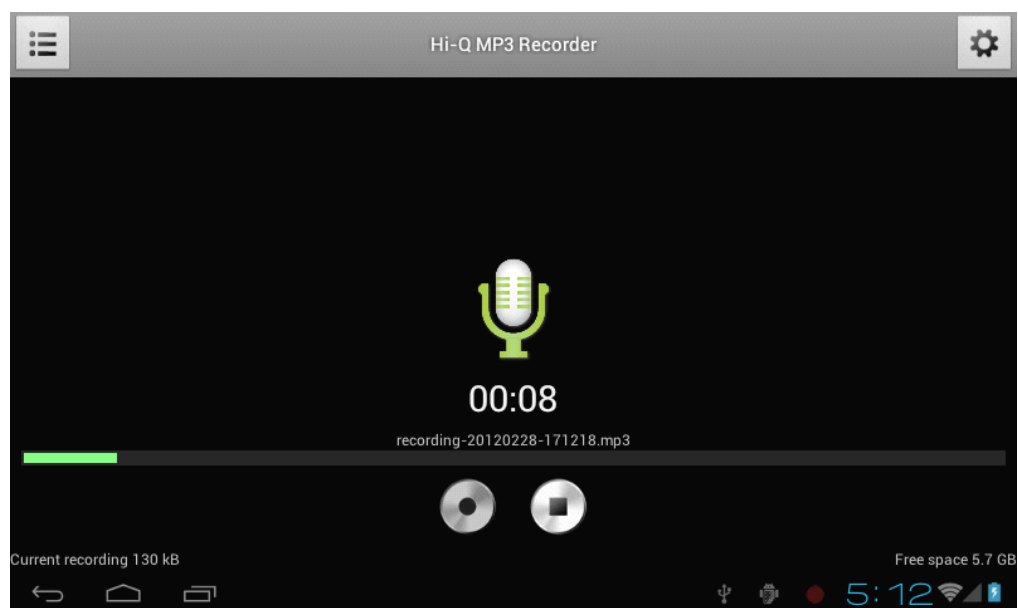 Hi-Q MP3 Recorder
00:08
recording-20120228-171218.mp3
Current recording 130 kB
Free space 5.7 GB
5:12